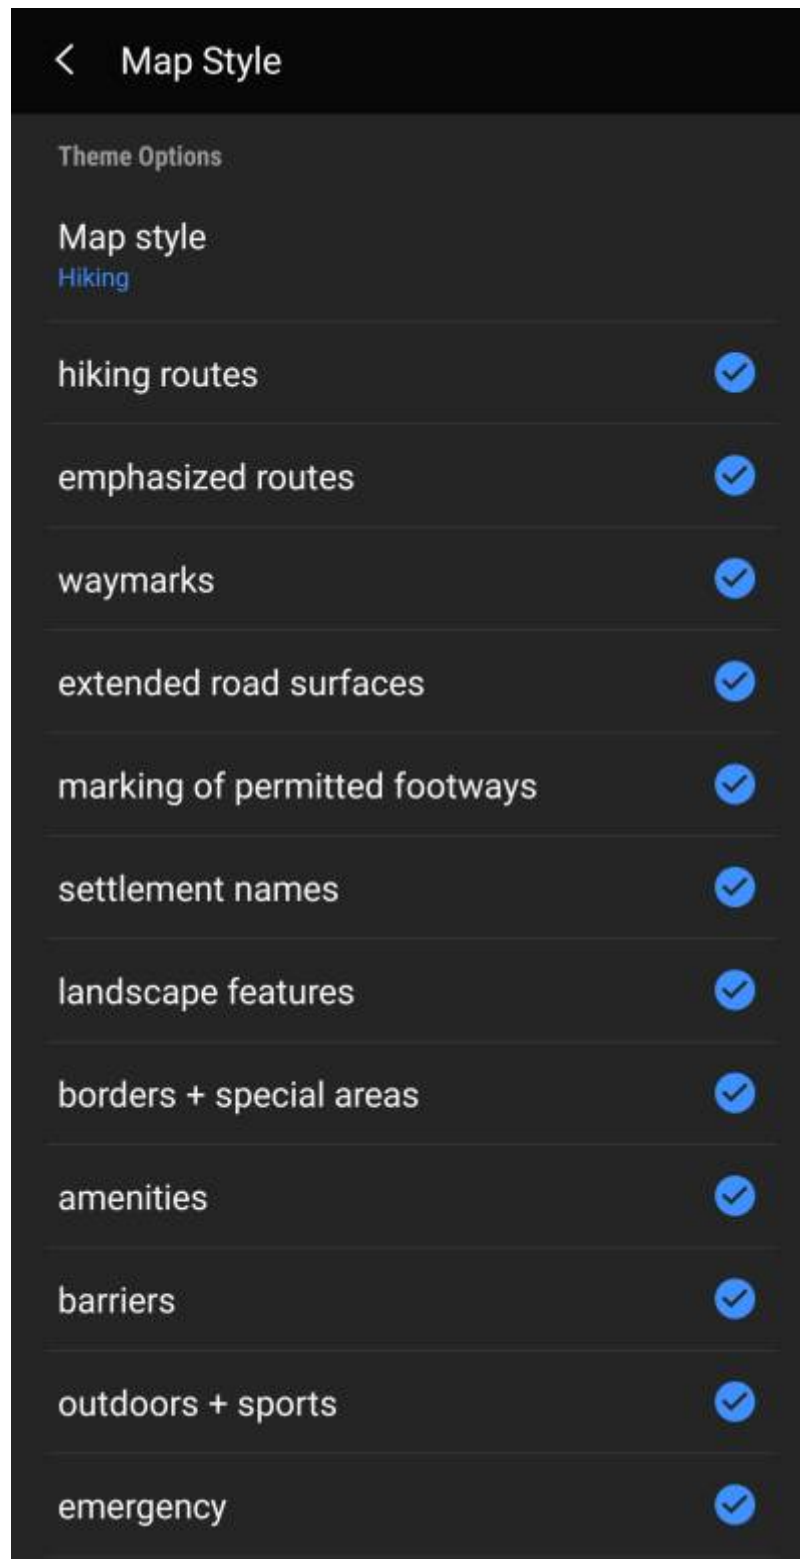 Map Style
Theme Options
Map style
Hiking
hiking routes
emphasized routes
waymarks
extended road surfaces
marking of permitted footways
settlement names
landscape features
borders + special areas
amenities
barriers
outdoors + sports
emergency